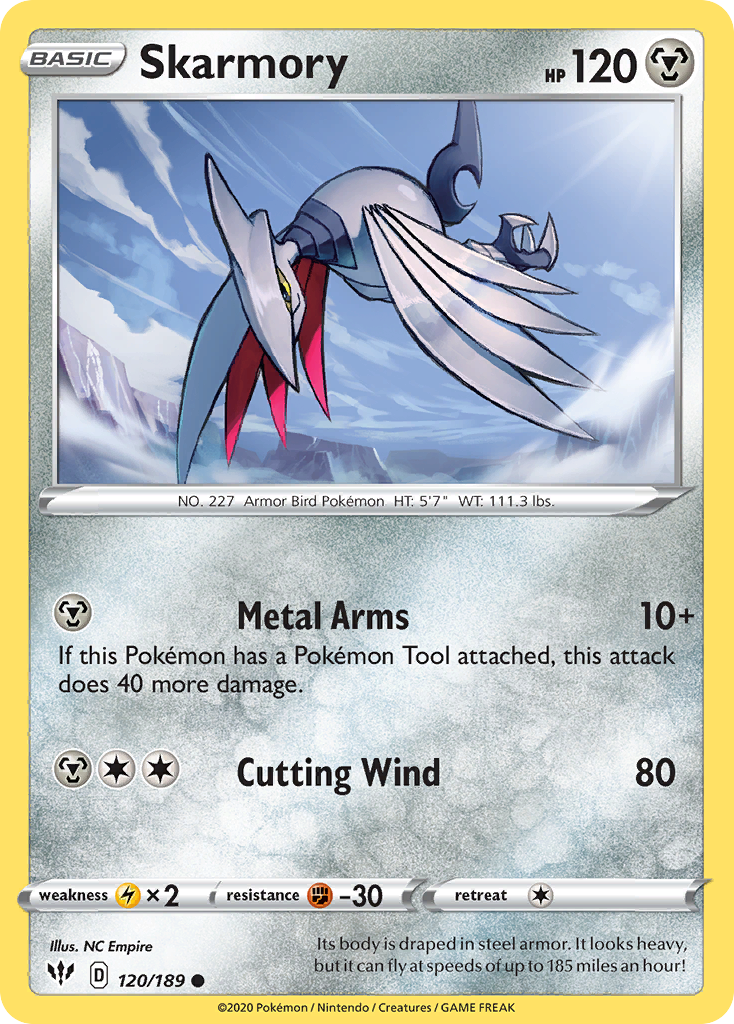 BASIC Skarmory HP 120
NO. 227 Armor Bird Pokémon HT: 5'7" WT: 111.3 lbs.
Metal Arms 10+
If this Pokémon has a Pokémon Tool attached, this attack
does 40 more damage.
Cutting Wind 80
weakness ×2 resistance -30 retreat
Illus. NC Empire
Its body is draped in steel armor. It looks heavy,
but it can fly at speeds of up to 185 miles an hour!
D 120/189
©2020 Pokémon / Nintendo / Creatures / GAME FREAK